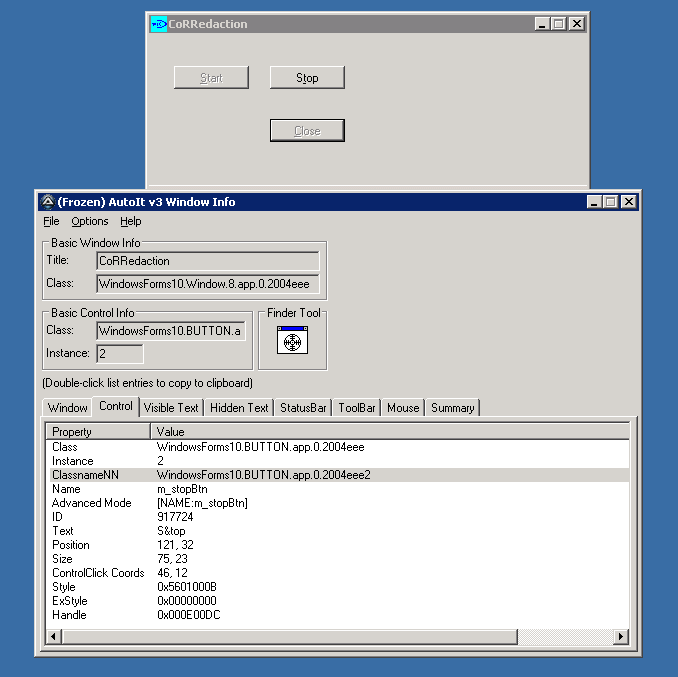 CoRRedaction
Start Stop
Close
(Frozen) AutoIt v3 Window Info
File Options Help
Basic Window Info
Title: CoRRedaction
Class: WindowsForms10.Window.8.app.0.2004eee
Basic Control Info Finder Tool
Class: WindowsForms10.BUTTON.a
Instance: 2
(Double-click list entries to copy to clipboard)
Window Control Visible Text Hidden Text StatusBar ToolBar Mouse Summary
Property Value
Class WindowsForms10.BUTTON.app.0.2004eee
Instance 2
ClassnameNN WindowsForms10.BUTTON.app.0.2004eee2
Name m_stopBtn
Advanced Mode [NAME:m_stopBtn]
ID 917724
Text S&top
Position 121, 32
Size 75, 23
ControlClick Coords 46, 12
Style 0x5601000B
ExStyle 0x00000000
Handle 0x000E00DC